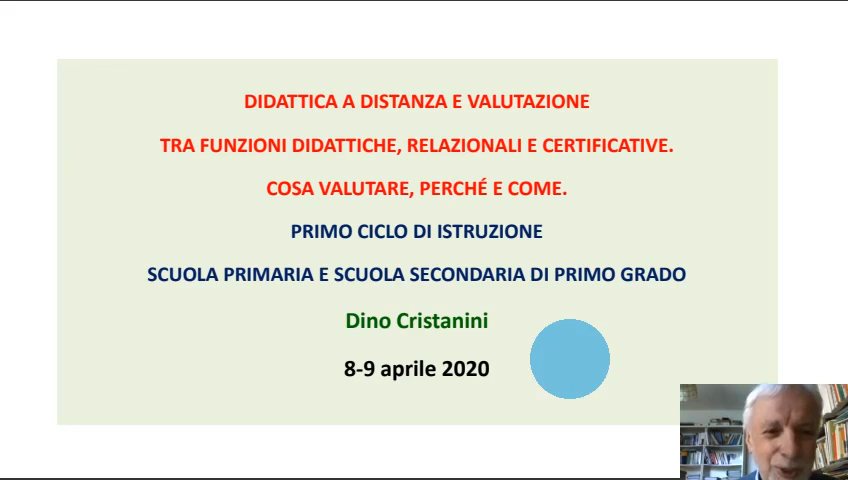 DIDATTICA A DISTANZA E VALUTAZIONE
TRA FUNZIONI DIDATTICHE, RELAZIONALI E CERTIFICATIVE.
COSA VALUTARE, PERCHÉ E COME.
PRIMO CICLO DI ISTRUZIONE
SCUOLA PRIMARIA E SCUOLA SECONDARIA DI PRIMO GRADO
Dino Cristanini
8-9 aprile 2020